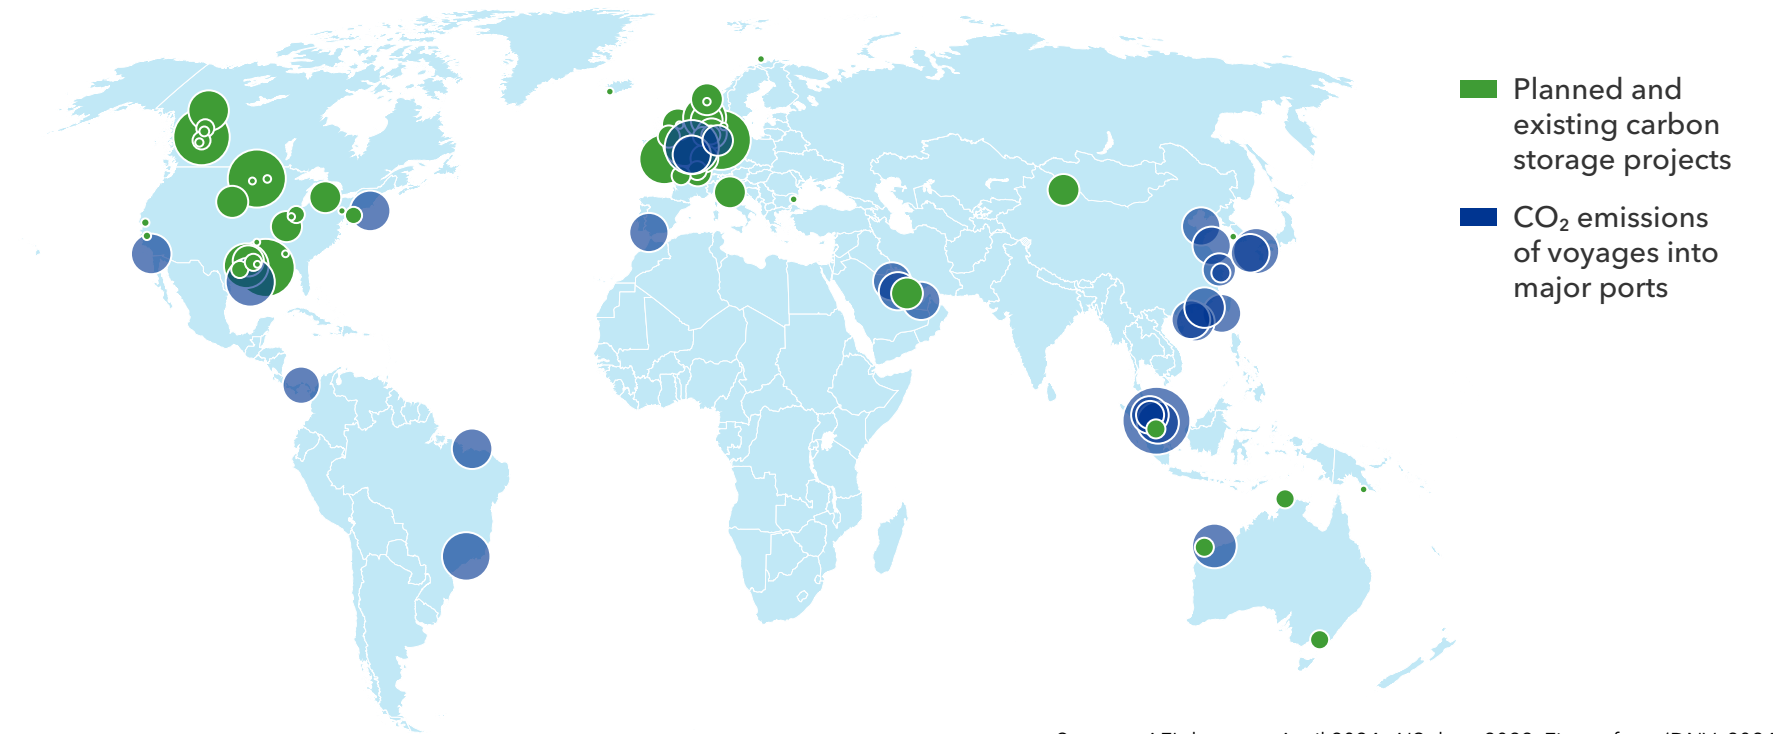 Planned and
existing carbon
storage projects
CO₂ emissions
of voyages into
major ports